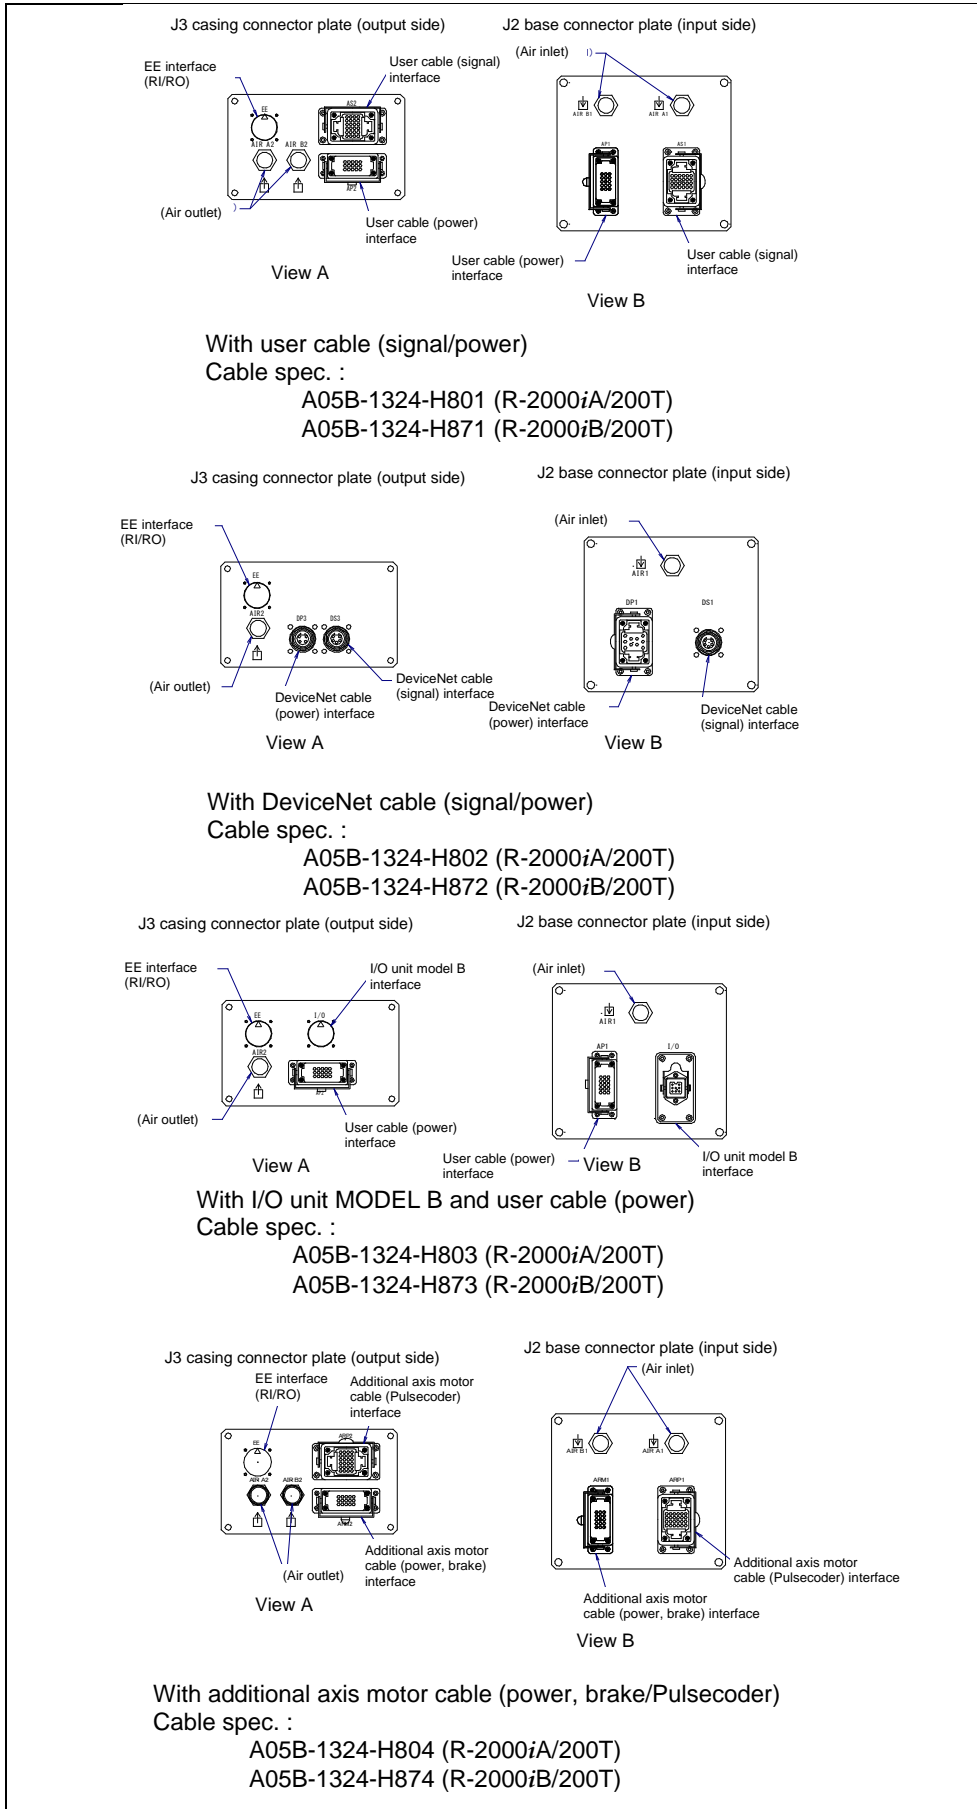 J3 casing connector plate (output side)
J2 base connector plate (input side)
EE interface
(RI/RO)
User cable (signal)
interface
(Air inlet)
EE
AS2
AIR A2
AIR B2
AP2
AIR B1
AIR A1
AP1
AS1
(Air outlet)
User cable (power)
interface
User cable (power)
interface
User cable (signal)
interface
View A
View B
With user cable (signal/power)
Cable spec. :
A05B-1324-H801 (R-2000iA/200T)
A05B-1324-H871 (R-2000iB/200T)
J3 casing connector plate (output side)
J2 base connector plate (input side)
EE interface
(RI/RO)
(Air inlet)
EE
AIR2
DP3
DS3
AIR1
DP1
DS1
(Air outlet)
DeviceNet cable
(power) interface
DeviceNet cable
(signal) interface
DeviceNet cable
(power) interface
DeviceNet cable
(signal) interface
View A
View B
With DeviceNet cable (signal/power)
Cable spec. :
A05B-1324-H802 (R-2000iA/200T)
A05B-1324-H872 (R-2000iB/200T)
J3 casing connector plate (output side)
J2 base connector plate (input side)
EE interface
(RI/RO)
I/O unit model B
interface
(Air inlet)
EE
I/O
AIR2
AP2
AIR1
AP1
I/O
(Air outlet)
User cable (power)
interface
User cable (power)
interface
I/O unit model B
interface
View A
View B
With I/O unit MODEL B and user cable (power)
Cable spec. :
A05B-1324-H803 (R-2000iA/200T)
A05B-1324-H873 (R-2000iB/200T)
J3 casing connector plate (output side)
J2 base connector plate (input side)
EE interface
(RI/RO)
Additional axis motor
cable (Pulsecoder)
interface
(Air inlet)
EE
ARP2
AIR A2
AIR B2
ARM2
AIR B1
AIR A1
ARM1
ARP1
(Air outlet)
Additional axis motor
cable (power, brake)
interface
Additional axis motor
cable (Pulsecoder) interface
Additional axis motor
cable (power, brake) interface
View A
View B
With additional axis motor cable (power, brake/Pulsecoder)
Cable spec. :
A05B-1324-H804 (R-2000iA/200T)
A05B-1324-H874 (R-2000iB/200T)